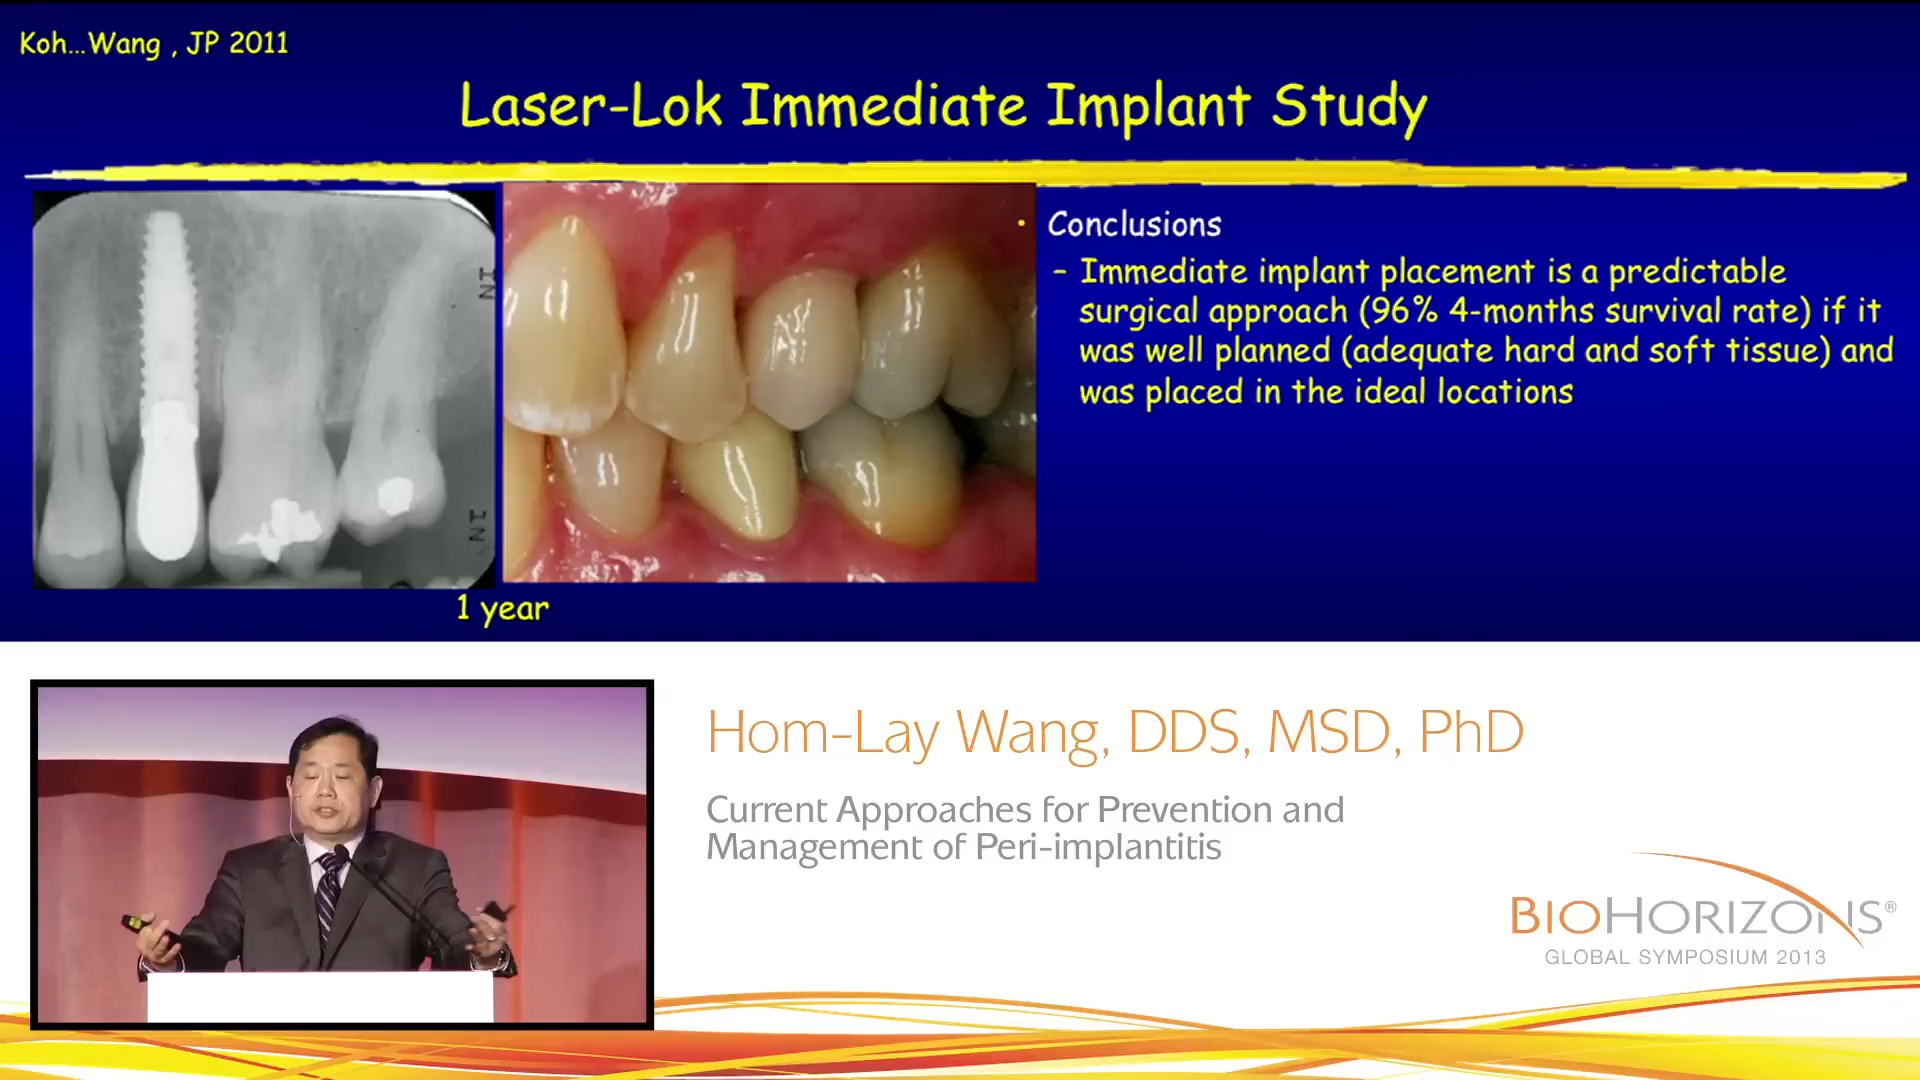 Koh...Wang , JP 2011
Laser-Lok Immediate Implant Study
• Conclusions
- Immediate implant placement is a predictable
surgical approach (96% 4-months survival rate) if it
was well planned (adequate hard and soft tissue) and
was placed in the ideal locations
IN
IN
1 year
Hom-Lay Wang, DDS, MSD, PhD
Current Approaches for Prevention and
Management of Peri-implantitis
BIOHORIZONS®
GLOBAL SYMPOSIUM 2013